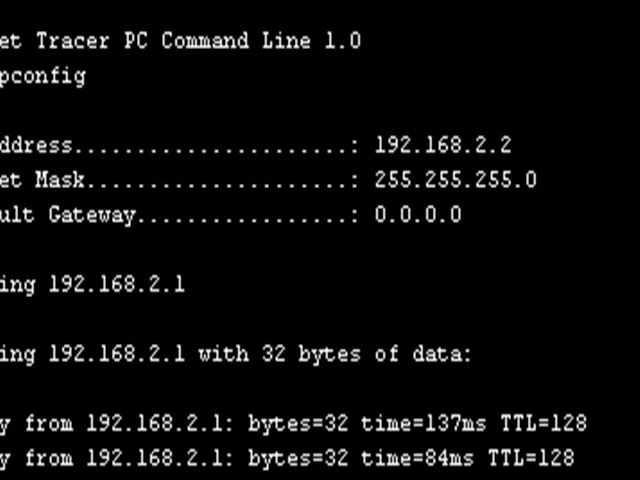 et Tracer PC Command Line 1.0
pconfig
ddress......................: 192.168.2.2
et Mask.....................: 255.255.255.0
ult Gateway.................: 0.0.0.0
ing 192.168.2.1
ing 192.168.2.1 with 32 bytes of data:
y from 192.168.2.1: bytes=32 time=137ms TTL=128
y from 192.168.2.1: bytes=32 time=84ms TTL=128